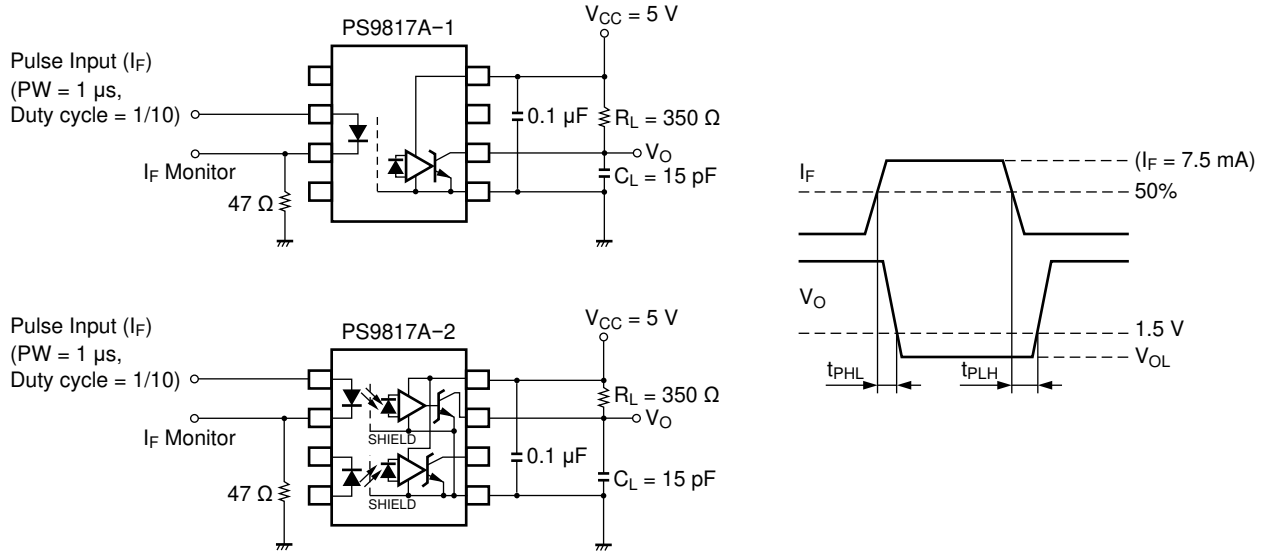 PS9817A−1
V_CC = 5 V
Pulse Input (I_F)
(PW = 1 μs,
Duty cycle = 1/10)
0.1 μF
R_L = 350 Ω
V_O
I_F Monitor
C_L = 15 pF
47 Ω
PS9817A−2
V_CC = 5 V
Pulse Input (I_F)
(PW = 1 μs,
Duty cycle = 1/10)
R_L = 350 Ω
V_O
I_F Monitor
SHIELD
0.1 μF
C_L = 15 pF
47 Ω
SHIELD
I_F
(I_F = 7.5 mA)
50%
V_O
1.5 V
V_OL
t_PHL
t_PLH